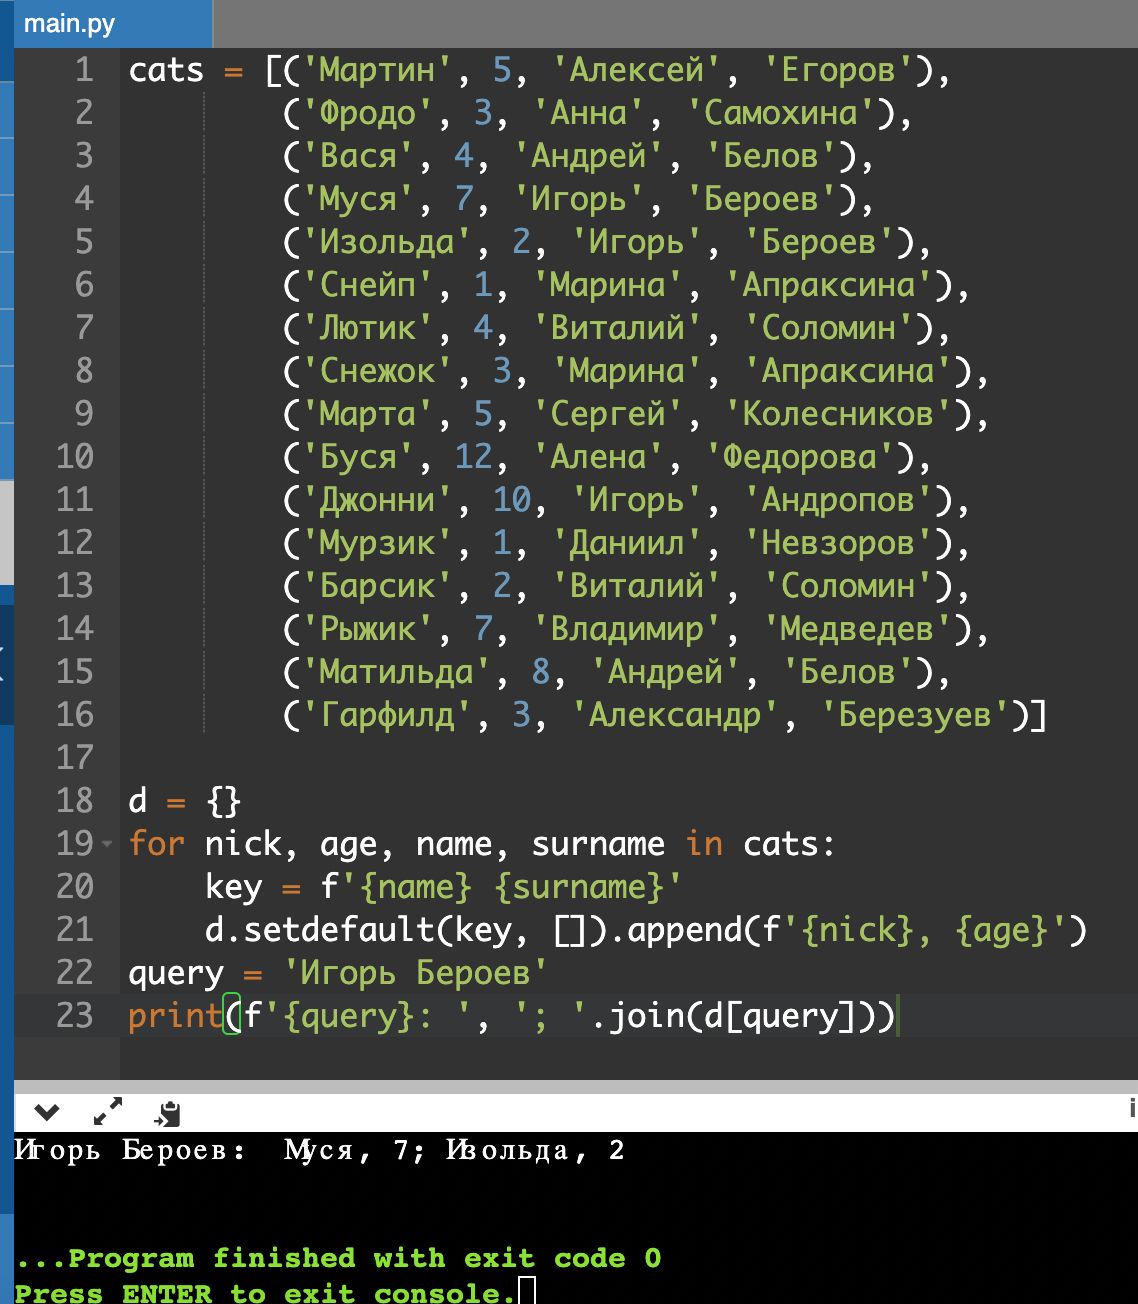 main.py
1 cats = [('Мартин', 5, 'Алексей', 'Егоров'),
2 ('Фродо', 3, 'Анна', 'Самохина'),
3 ('Вася', 4, 'Андрей', 'Белов'),
4 ('Муся', 7, 'Игорь', 'Бероев'),
5 ('Изольда', 2, 'Игорь', 'Бероев'),
6 ('Снейп', 1, 'Марина', 'Апраксина'),
7 ('Лютик', 4, 'Виталий', 'Соломин'),
8 ('Снежок', 3, 'Марина', 'Апраксина'),
9 ('Марта', 5, 'Сергей', 'Колесников'),
10 ('Буся', 12, 'Алена', 'Федорова'),
11 ('Джонни', 10, 'Игорь', 'Андропов'),
12 ('Мурзик', 1, 'Даниил', 'Невзоров'),
13 ('Барсик', 2, 'Виталий', 'Соломин'),
14 ('Рыжик', 7, 'Владимир', 'Медведев'),
15 ('Матильда', 8, 'Андрей', 'Белов'),
16 ('Гарфилд', 3, 'Александр', 'Березуев')]
17
18 d = {}
19 for nick, age, name, surname in cats:
20 key = f'{name} {surname}'
21 d.setdefault(key, []).append(f'{nick}, {age}')
22 query = 'Игорь Бероев'
23 print(f'{query}: ', '; '.join(d[query]))
Игорь Бероев:  Муся, 7; Изольда, 2
...Program finished with exit code 0
Press ENTER to exit console.